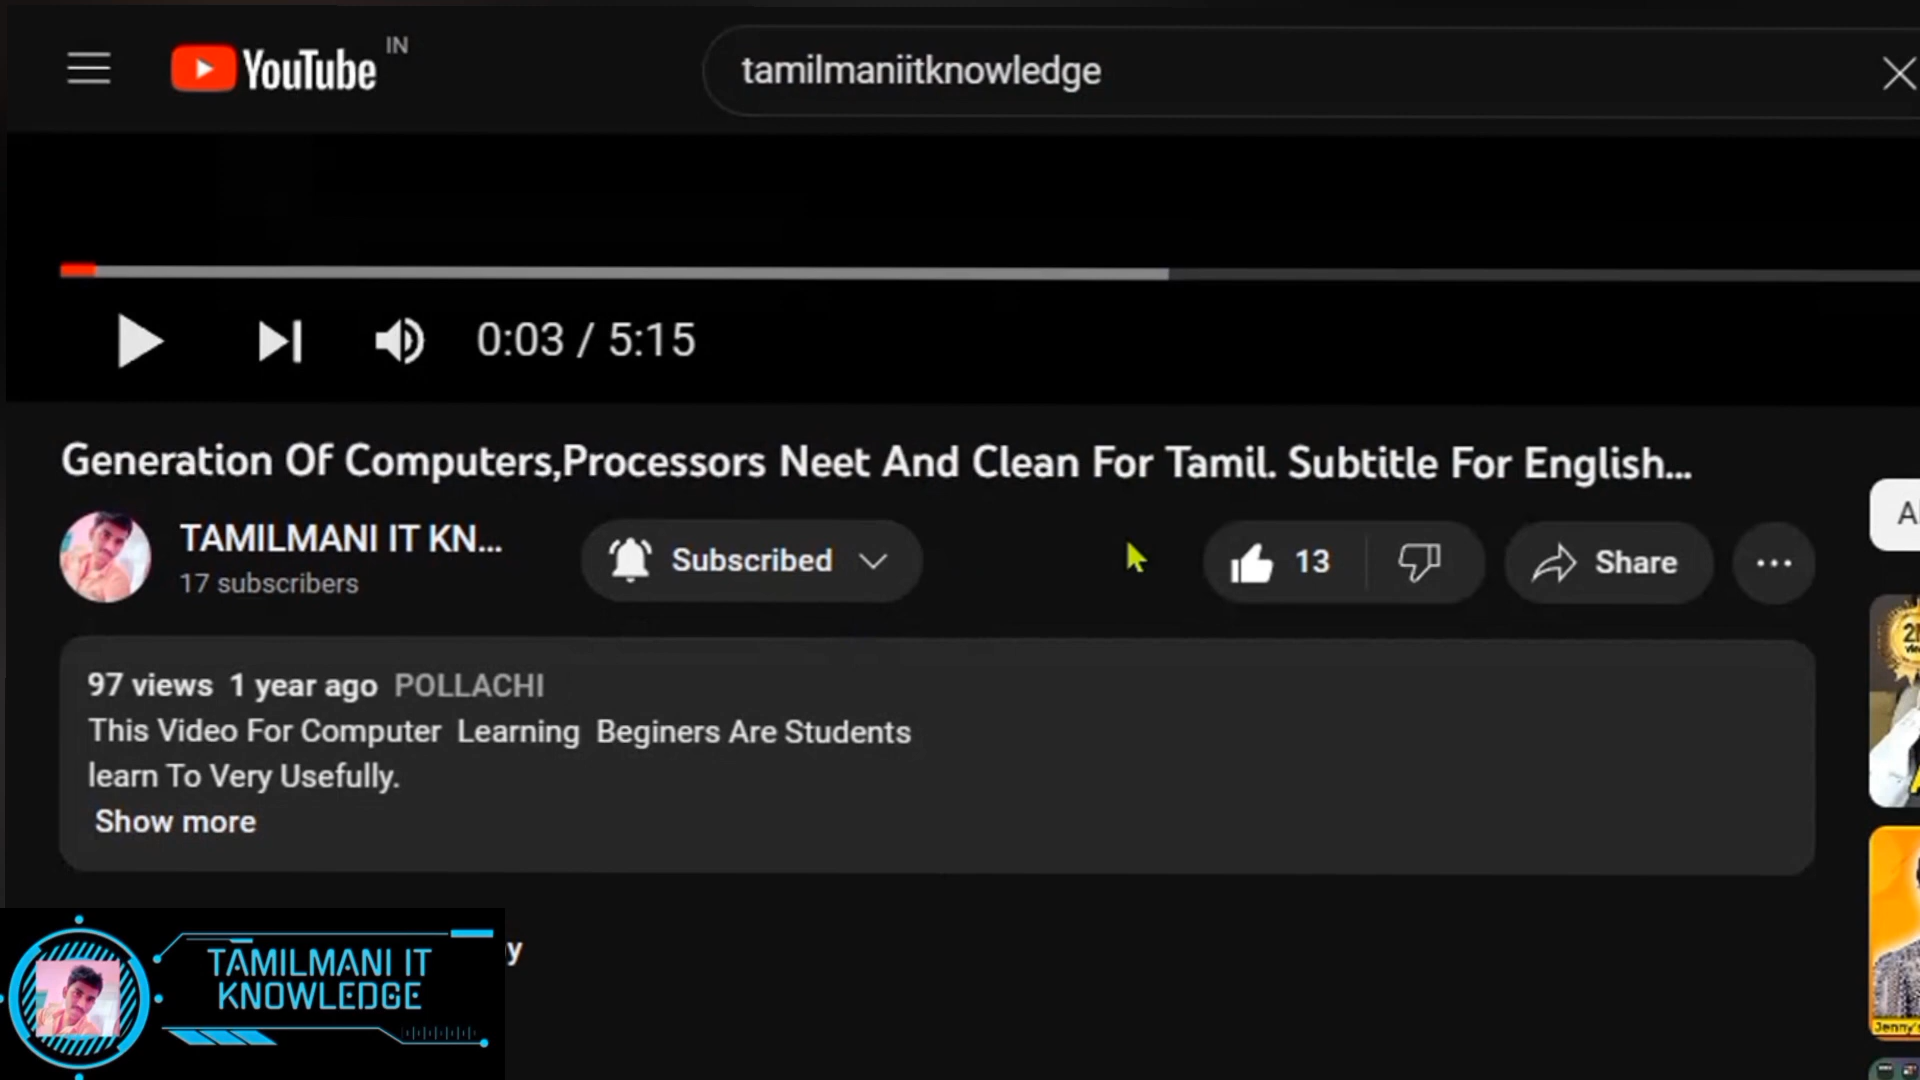 YouTube IN
tamilmaniitknowledge
0:03 / 5:15
Generation Of Computers,Processors Neet And Clean For Tamil. Subtitle For English...
TAMILMANI IT KN...
17 subscribers
Subscribed
13
Share
A
97 views 1 year ago POLLACHI
This Video For Computer Learning Beginers Are Students
learn To Very Usefully.
Show more
y
TAMILMANI IT
KNOWLEDGE
Jenny's